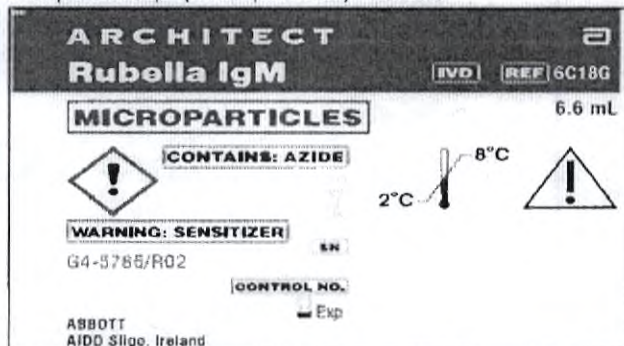 ARCHITECT
Rubella IgM
IVD REF 6C18G
MICROPARTICLES
6.6 mL
CONTAINS: AZIDE
8°C
2°C
WARNING: SENSITIZER
SN
G4-5785/R02
CONTROL NO.
Exp
ABBOTT
AIDD Sligo, Ireland